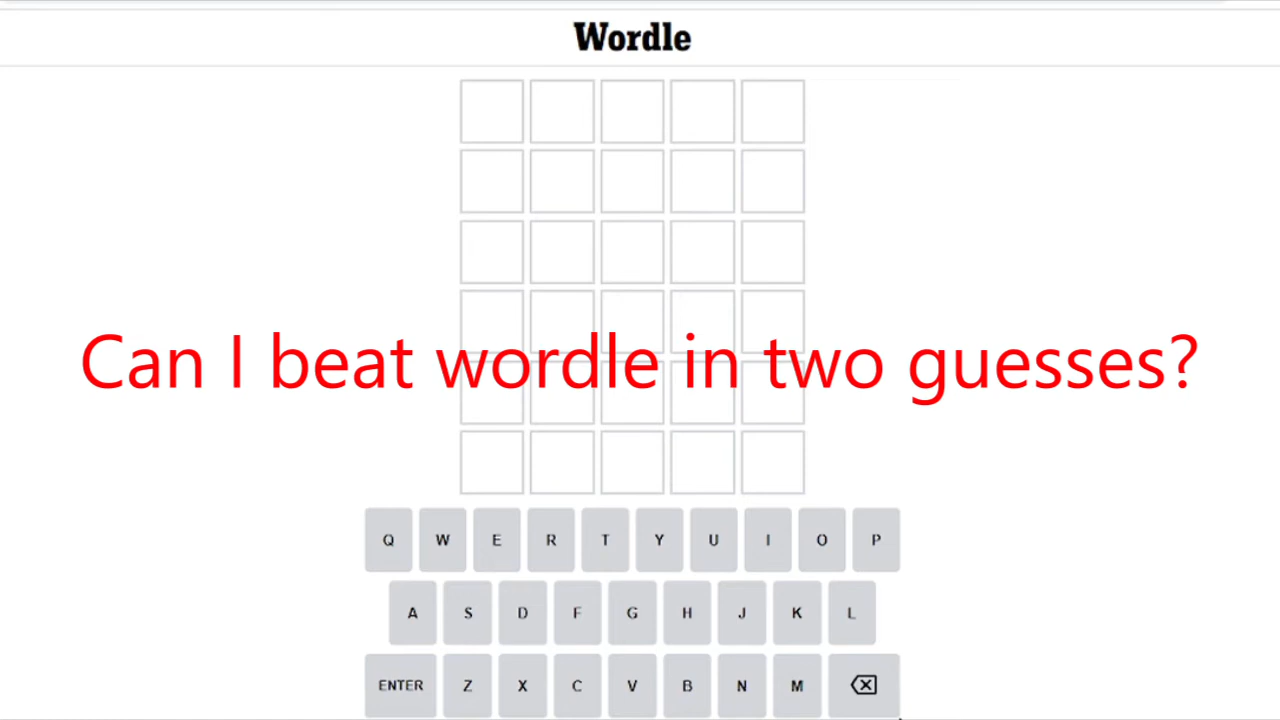 Wordle
Can I beat wordle in two guesses?
Q W E R T Y U I O P
A S D F G H J K L
ENTER Z X C V B N M